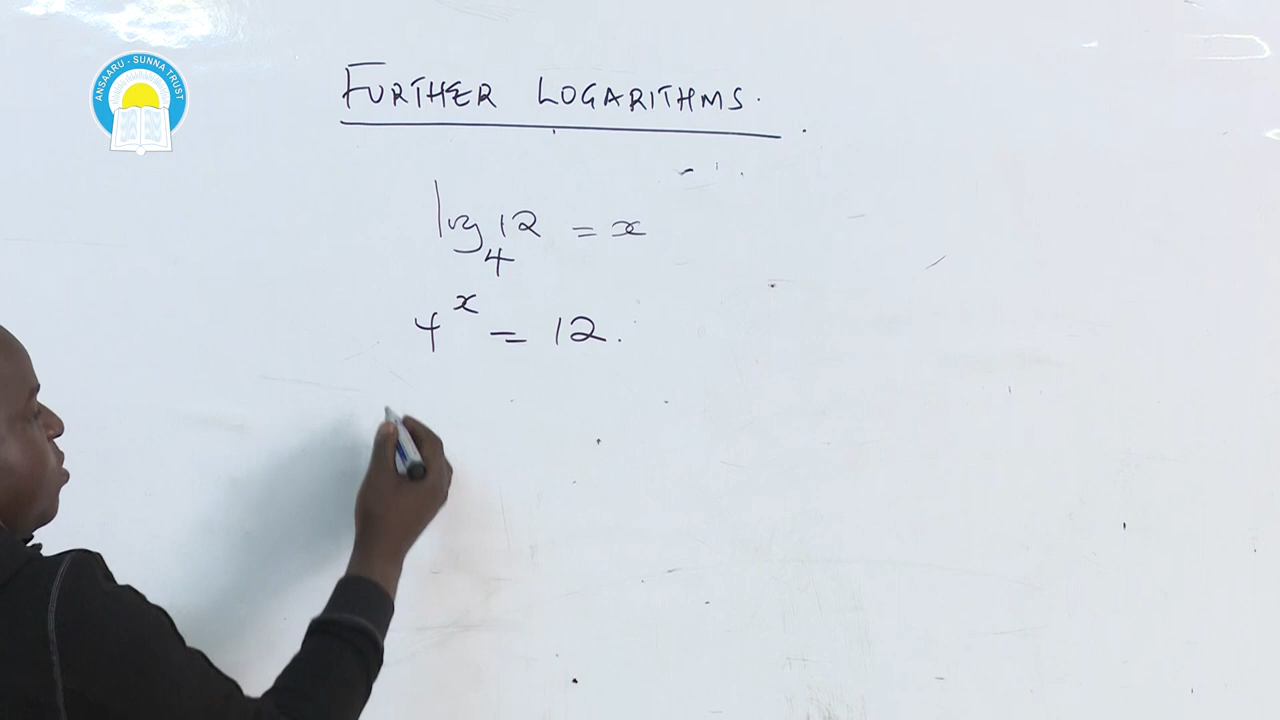 ANSAARU - SUNNA TRUST
FURTHER LOGARITHMS.
log₄12 = x
4ˣ = 12.